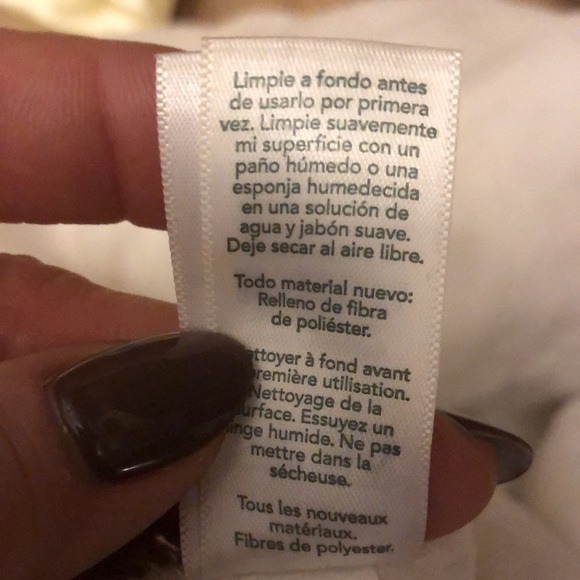 Limpie a fondo antes
de usarlo por primera
vez. Limpie suavemente
mi superficie con un
paño húmedo o una
esponja humedecida
en una solución de
agua y jabón suave.
Deje secar al aire libre.
Todo material nuevo:
Relleno de fibra
de poliéster.
à fond avant
utilisation.
Nettoyage de la
Essuyez un
humide. Ne pas
mettre dans la
sécheuse.
Tous les nouveaux
matériaux.
Fibres de polyester.